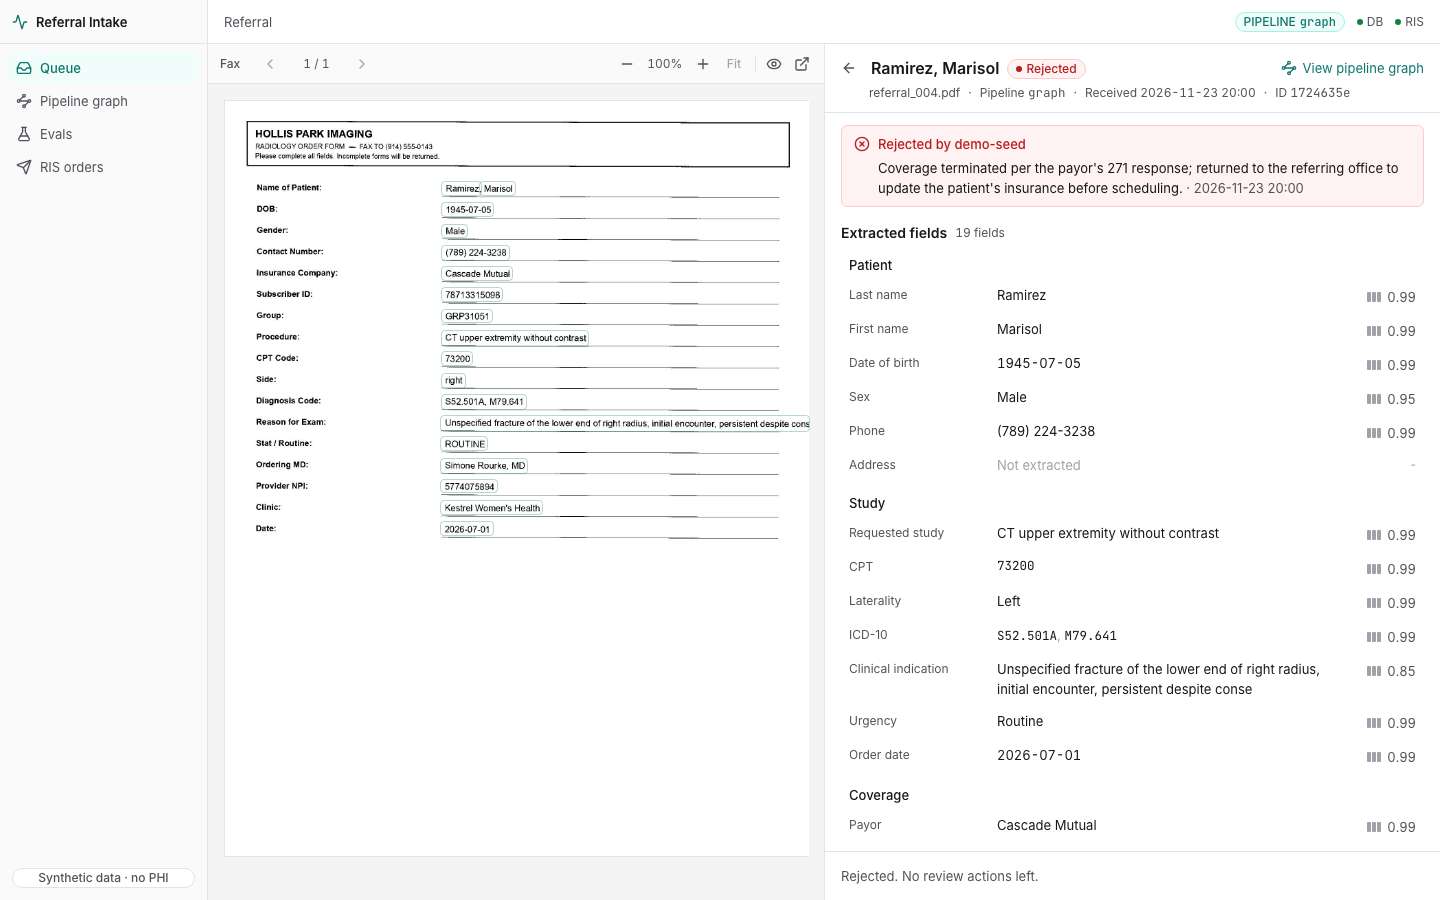 Referral Intake
Queue
Pipeline graph
Evals
RIS orders
Synthetic data · no PHI
Referral
PIPELINE graph
DB
RIS
Fax
1 / 1
100%
Fit
HOLLIS PARK IMAGING
RADIOLOGY ORDER FORM — FAX TO (914) 555-0143
Please complete all fields. Incomplete forms will be returned.
Name of Patient: Ramirez, Marisol
DOB: 1945-07-05
Gender: Male
Contact Number: (789) 224-3238
Insurance Company: Cascade Mutual
Subscriber ID: 78713315098
Group: GRP31051
Procedure: CT upper extremity without contrast
CPT Code: 73200
Side: right
Diagnosis Code: S52.501A, M79.641
Reason for Exam: Unspecified fracture of the lower end of right radius, initial encounter, persistent despite cons
Stat / Routine: ROUTINE
Ordering MD: Simone Rourke, MD
Provider NPI: 5774075894
Clinic: Kestrel Women's Health
Date: 2026-07-01
Ramirez, Marisol
Rejected
View pipeline graph
referral_004.pdf · Pipeline graph · Received 2026-11-23 20:00 · ID 1724635e
Rejected by demo-seed
Coverage terminated per the payor's 271 response; returned to the referring office to
update the patient's insurance before scheduling. · 2026-11-23 20:00
Extracted fields 19 fields
Patient
Last name Ramirez 0.99
First name Marisol 0.99
Date of birth 1945-07-05 0.99
Sex Male 0.95
Phone (789) 224-3238 0.99
Address Not extracted -
Study
Requested study CT upper extremity without contrast 0.99
CPT 73200 0.99
Laterality Left 0.99
ICD-10 S52.501A, M79.641 0.99
Clinical indication Unspecified fracture of the lower end of right radius, 0.85
initial encounter, persistent despite conse
Urgency Routine 0.99
Order date 2026-07-01 0.99
Coverage
Payor Cascade Mutual 0.99
Rejected. No review actions left.